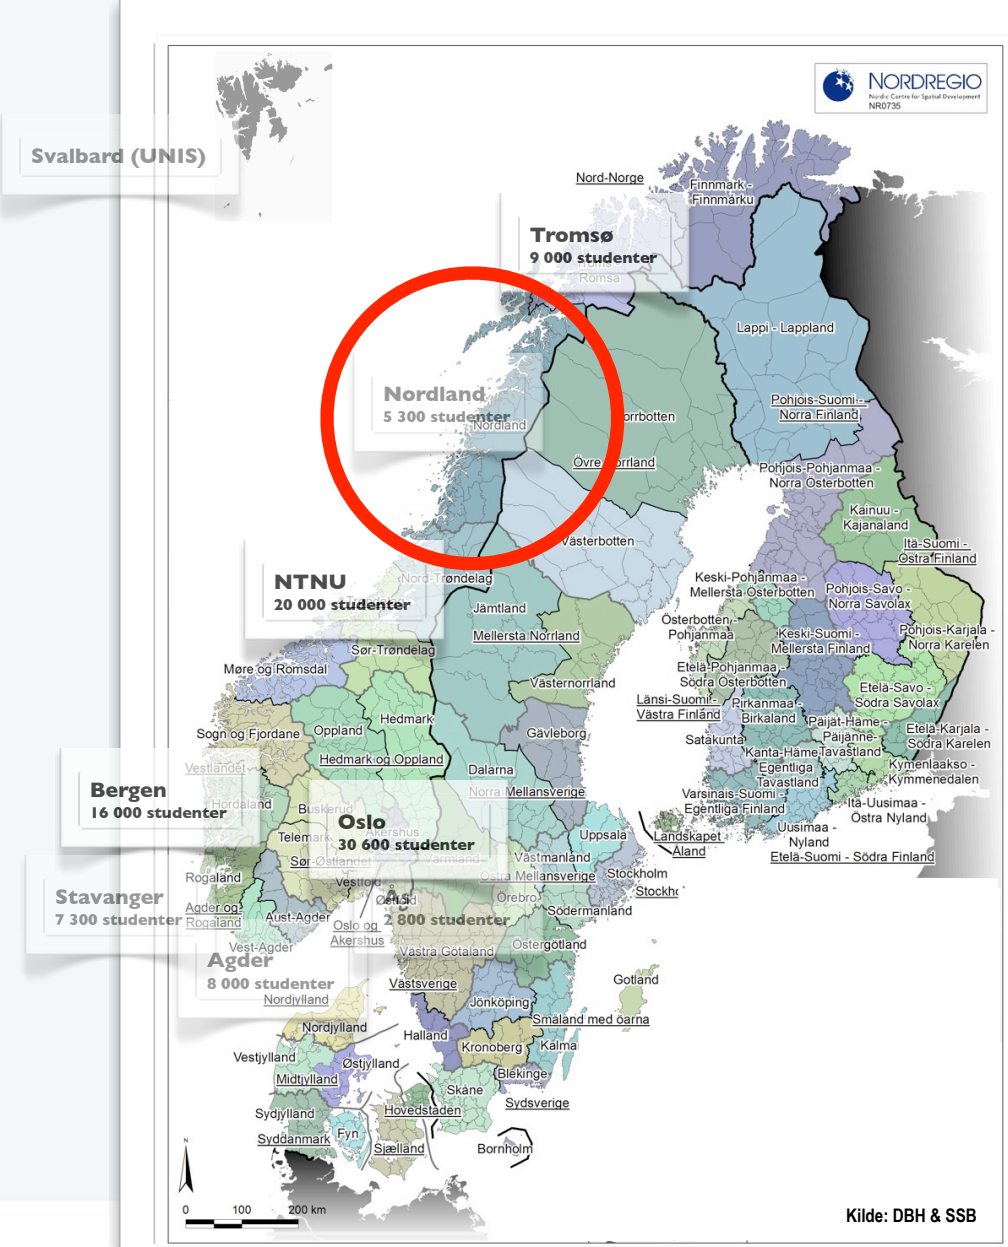 NORDREGIO
Nordic Centre for Spatial Development
NR0735
Svalbard (UNIS)
Nord-Norge
Finnmark -
Finnmárku
Tromsø
9 000 studenter
Troms -
Romsa
Lappi - Lappland
Nordland
5 300 studenter
Nordland
orrbotten
Pohjois-Suomi -
Norra Finland
Övre Norrland
Pohjois-Pohjanmaa -
Norra Österbotten
Kainuu -
Kajanaland
Västerbotten
Itä-Suomi -
Östra Finland
NTNU
20 000 studenter
Nord-Trøndelag
Keski-Pohjanmaa -
Mellersta Österbotten
Pohjois-Savo -
Norra Savolax
Jämtland
Mellersta Norrland
Österbotten -
Pohjanmaa
Keski-Suomi -
Mellersta Finland
Pohjois-Karjala -
Norra Karelen
Sør-Trøndelag
Møre og Romsdal
Etelä-Pohjanmaa -
Södra Österbotten
Västernorrland
Etelä-Savo -
Södra Savolax
Länsi-Suomi -
Västra Finland
Pirkanmaa -
Birkaland
Hedmark
Oppland
Sogn og Fjordane
Gävleborg
Satakunta
Päijät-Häme -
Päijänne-
Tavastland
Etelä-Karjala -
Södra Karelen
Hedmark og Oppland
Kanta-Häme
Egentliga
Tavastland
Vestlandet
Dalarna
Kymenlaakso -
Kymmenedalen
Bergen
16 000 studenter
Norra Mellansverige
Varsinais-Suomi -
Egentliga Finland
Hordaland
Buskerud
Itä-Uusimaa -
Östra Nyland
Oslo
30 600 studenter
Akershus
Telemark
Uppsala
Landskapet
Åland
Uusimaa -
Nyland
Sør-Østlandet
Värmland
Västmanland
Etelä-Suomi - Södra Finland
Rogaland
Vestfold
Östra Mellansverige
Stockholm
Stavanger
7 300 studenter
Østfold
Ås
2 800 studenter
Örebro
Stockho
Agder og
Rogaland
Aust-Agder
Oslo og
Akershus
Södermanland
Vest-Agder
Agder
8 000 studenter
Västra Götaland
Östergötland
Västsverige
Gotland
Nordjylland
Jönköping
Nordjylland
Halland
Småland med öarna
Kronoberg
Kalma
Vestjylland
Østjylland
Midtjylland
Blekinge
Skåne
Sydsverige
Sydjylland
Hovedstaden
Syddanmark
Fyn
Sjælland
Bornholm
N
0 100 200 km
Kilde: DBH & SSB